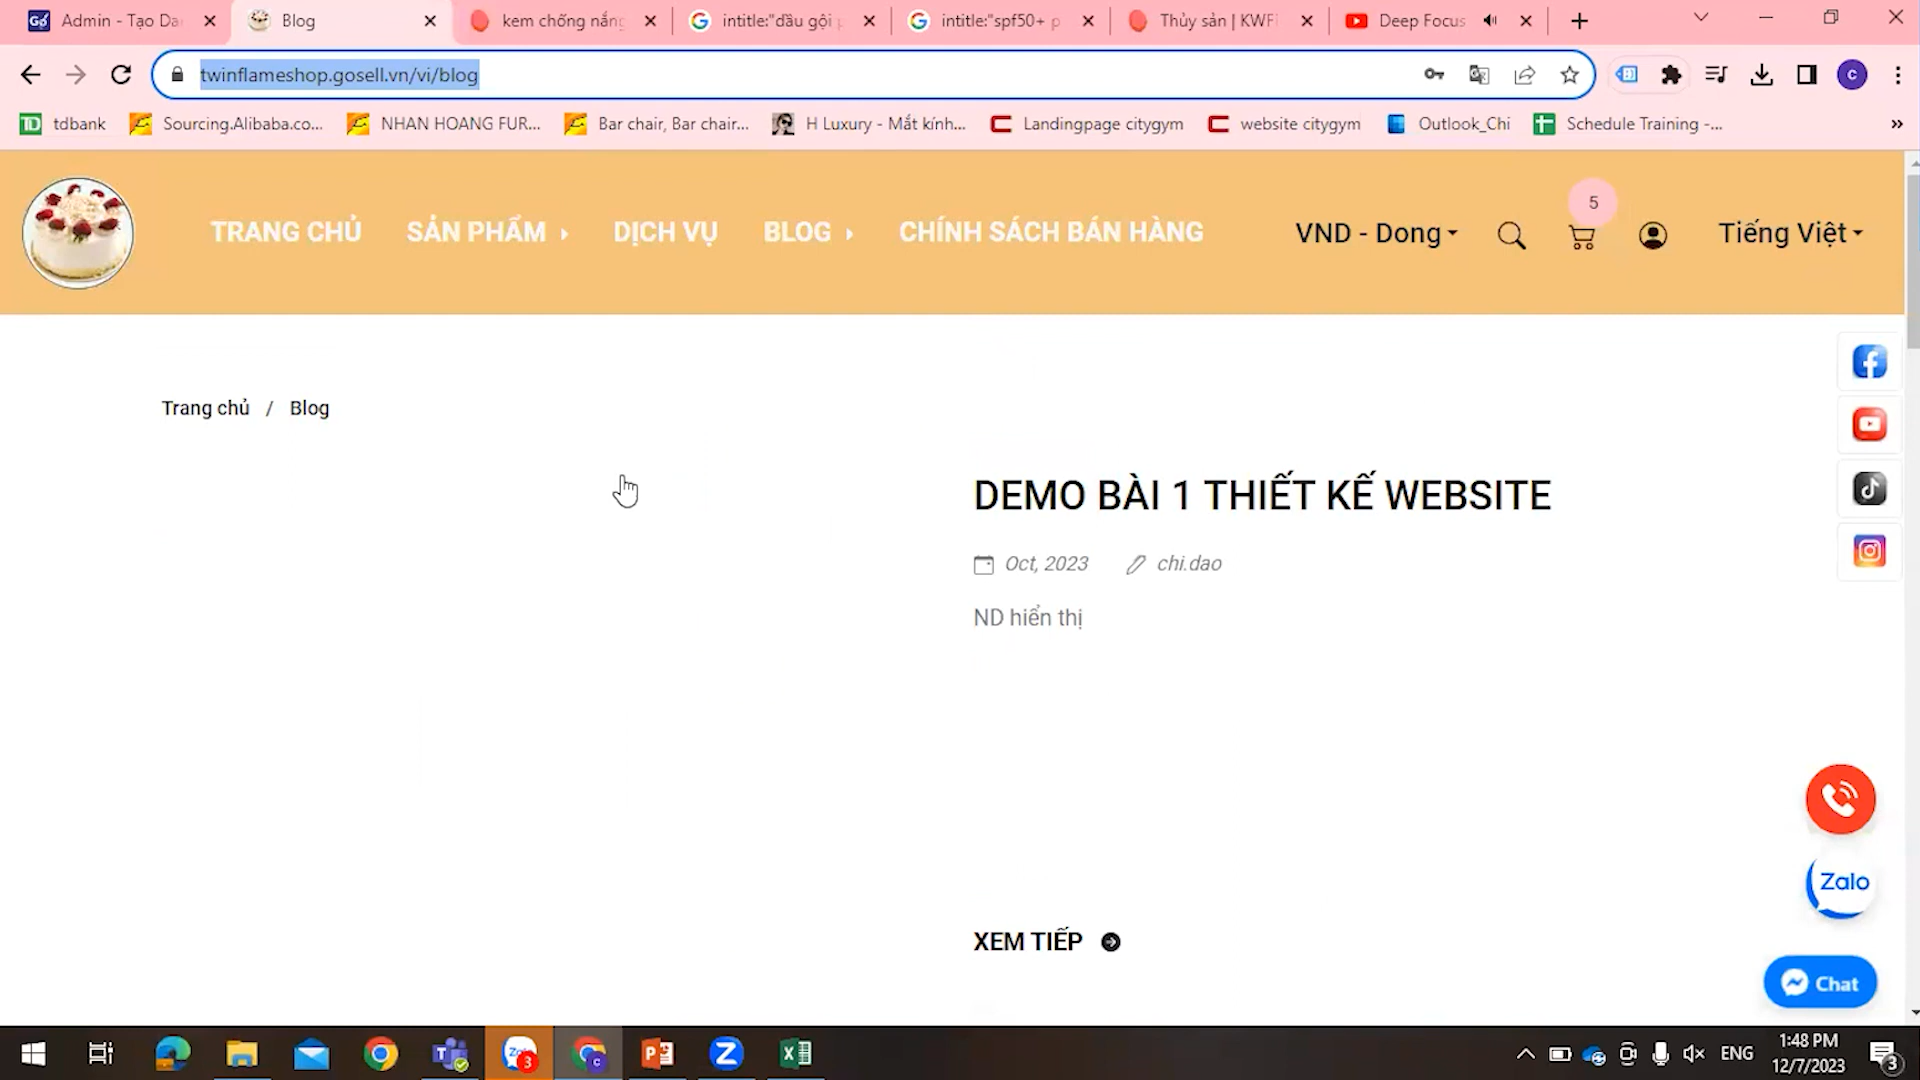 Admin - Tạo Da
Blog
kem chống nắng
intitle:"dầu gội p
intitle:"spf50+ p
Thủy sản | KWFi
Deep Focus
twinflameshop.gosell.vn/vi/blog
tdbank
Sourcing.Alibaba.co...
NHAN HOANG FUR...
Bar chair, Bar chair...
H Luxury - Mắt kính...
Landingpage citygym
website citygym
Outlook_Chi
Schedule Training -...
TRANG CHỦ
SẢN PHẨM
DỊCH VỤ
BLOG
CHÍNH SÁCH BÁN HÀNG
VND - Dong
5
Tiếng Việt
Trang chủ / Blog
DEMO BÀI 1 THIẾT KẾ WEBSITE
Oct, 2023
chi.dao
ND hiển thị
XEM TIẾP
Zalo
Chat
ENG
1:48 PM
12/7/2023
3
3